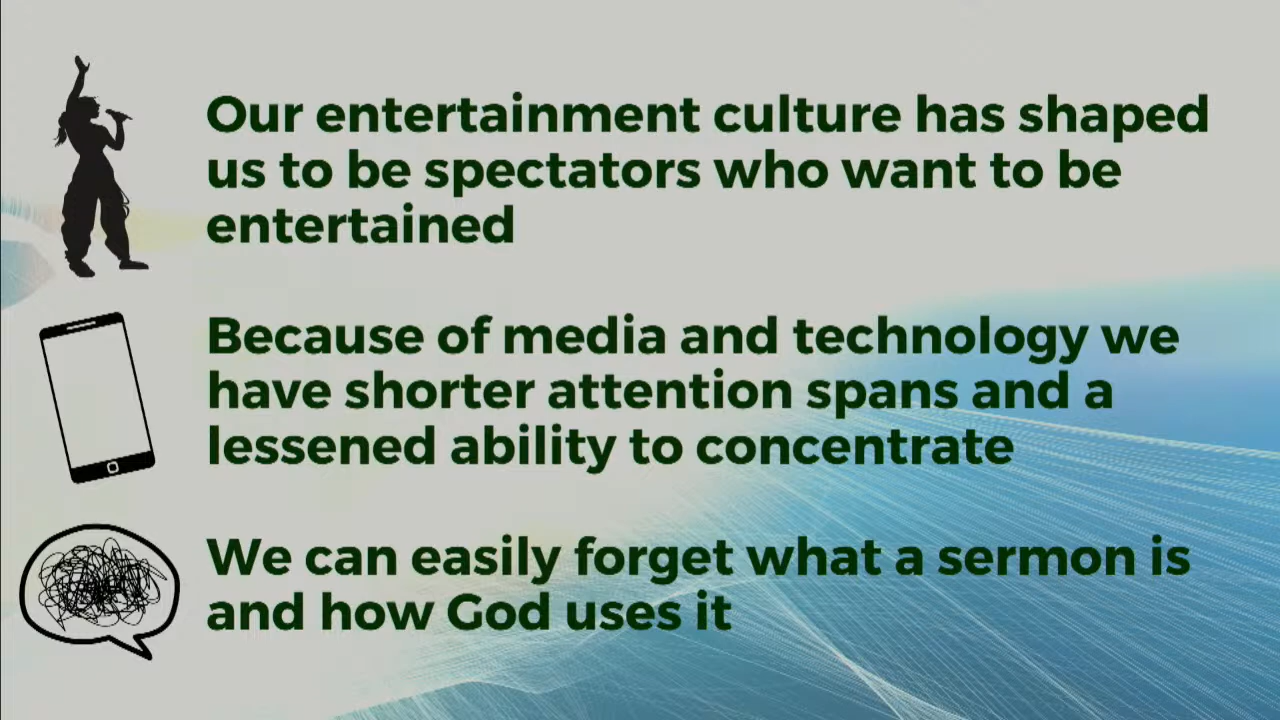 Our entertainment culture has shaped
us to be spectators who want to be
entertained
Because of media and technology we
have shorter attention spans and a
lessened ability to concentrate
We can easily forget what a sermon is
and how God uses it